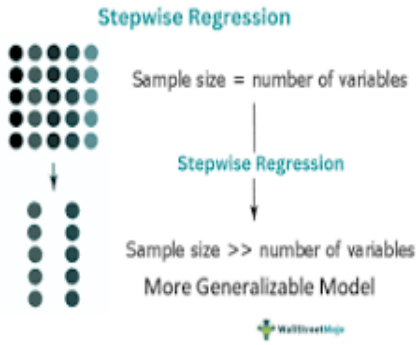 Stepwise Regression
Sample size = number of variables
Stepwise Regression
Sample size >> number of variables
More Generalizable Model
WallStreetMojo